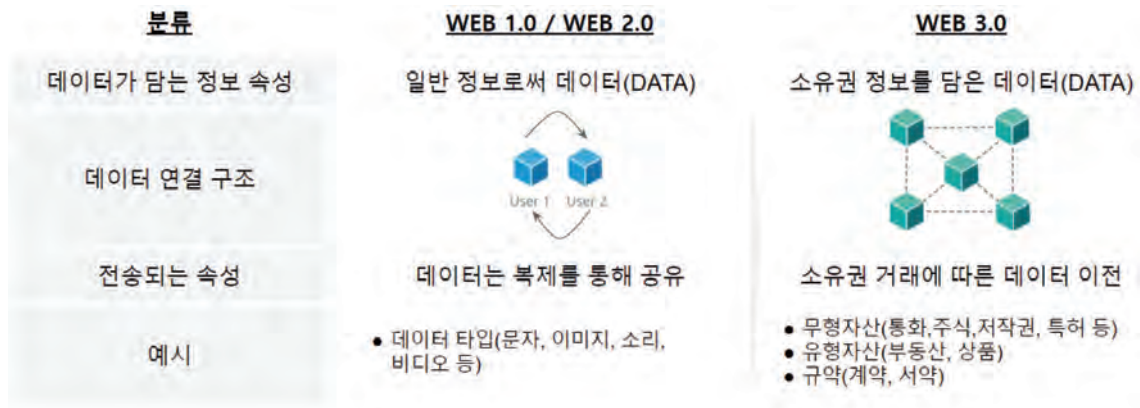 분류 WEB 1.0 / WEB 2.0 WEB 3.0
데이터가 담는 정보 속성 일반 정보로써 데이터(DATA) 소유권 정보를 담은 데이터(DATA)
데이터 연결 구조
User 1 User 2
전송되는 속성 데이터는 복제를 통해 공유 소유권 거래에 따른 데이터 이전
예시
● 데이터 타입(문자, 이미지, 소리,
비디오 등)
● 무형자산(통화,주식,저작권, 특허 등)
● 유형자산(부동산, 상품)
● 규약(계약, 서약)